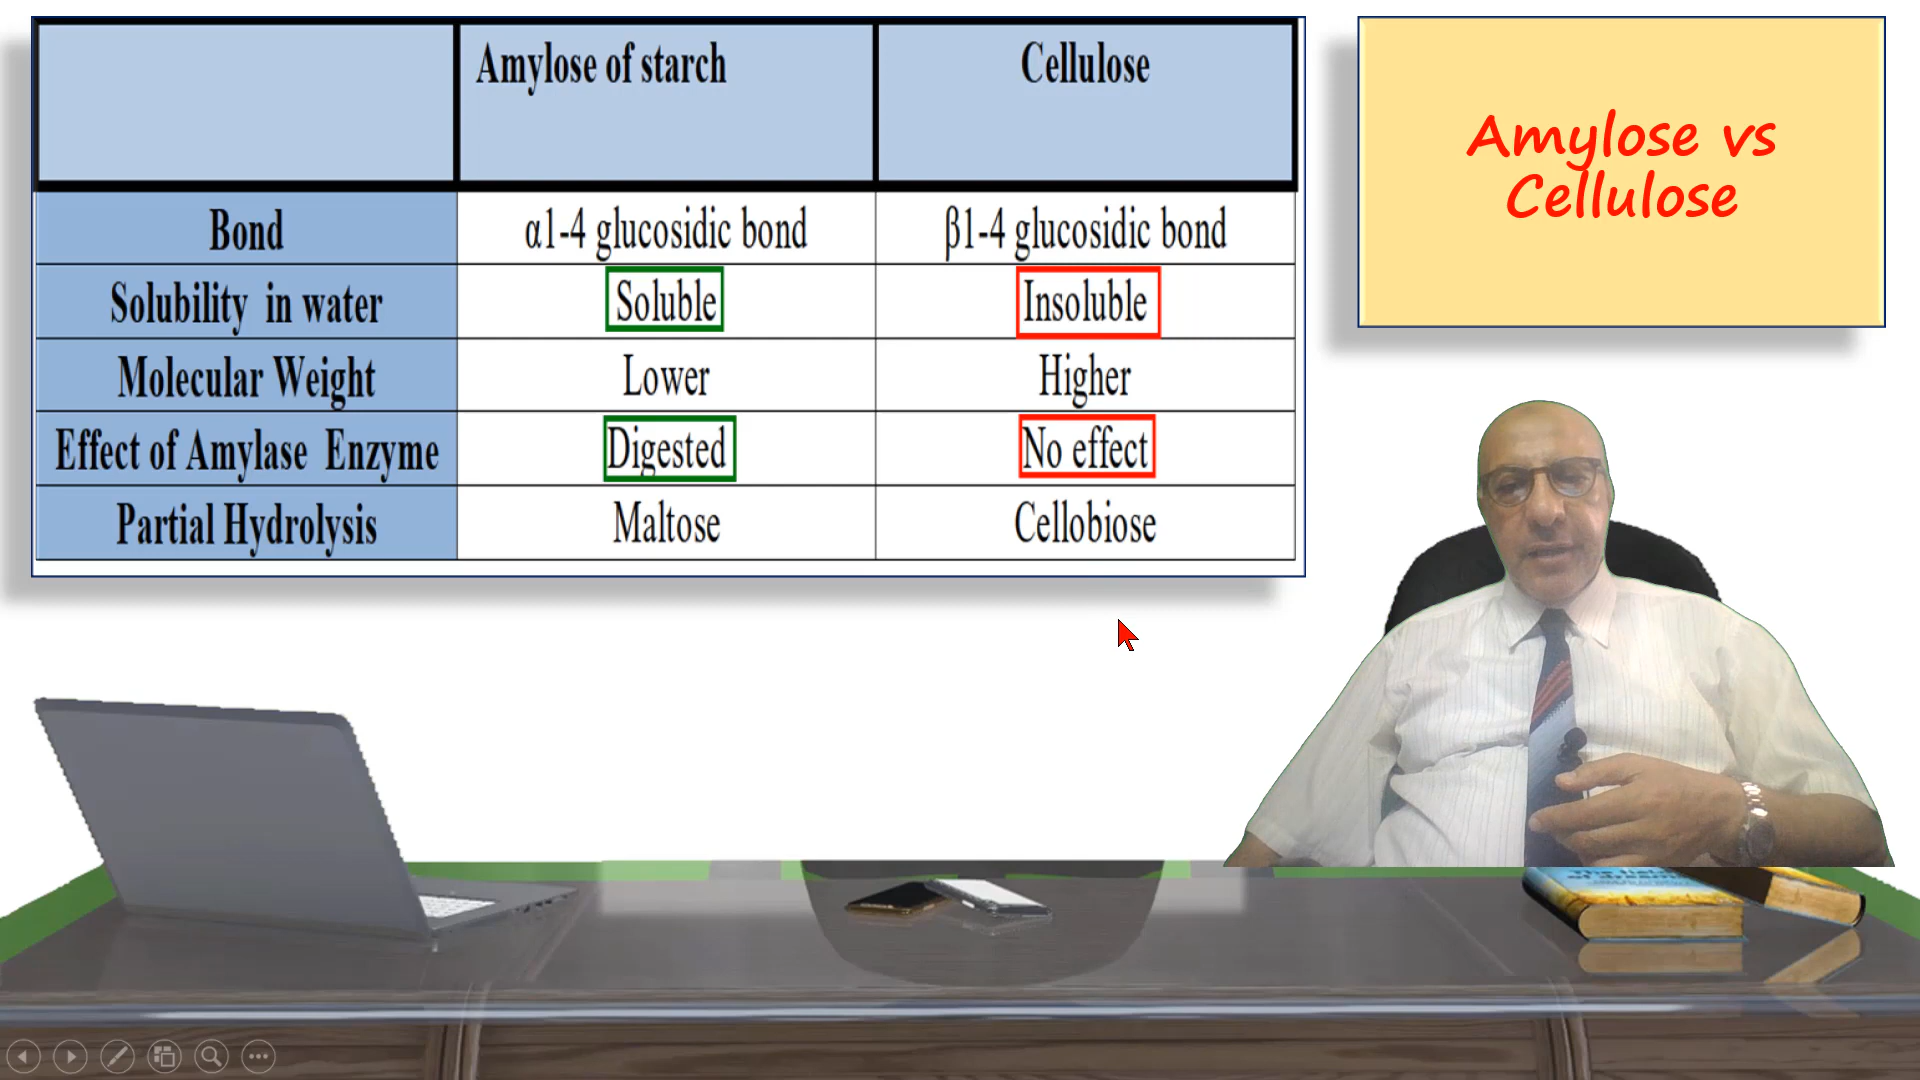 Amylose of starch Cellulose
Bond α1-4 glucosidic bond β1-4 glucosidic bond
Solubility in water Soluble Insoluble
Molecular Weight Lower Higher
Effect of Amylase Enzyme Digested No effect
Partial Hydrolysis Maltose Cellobiose
Amylose vs
Cellulose